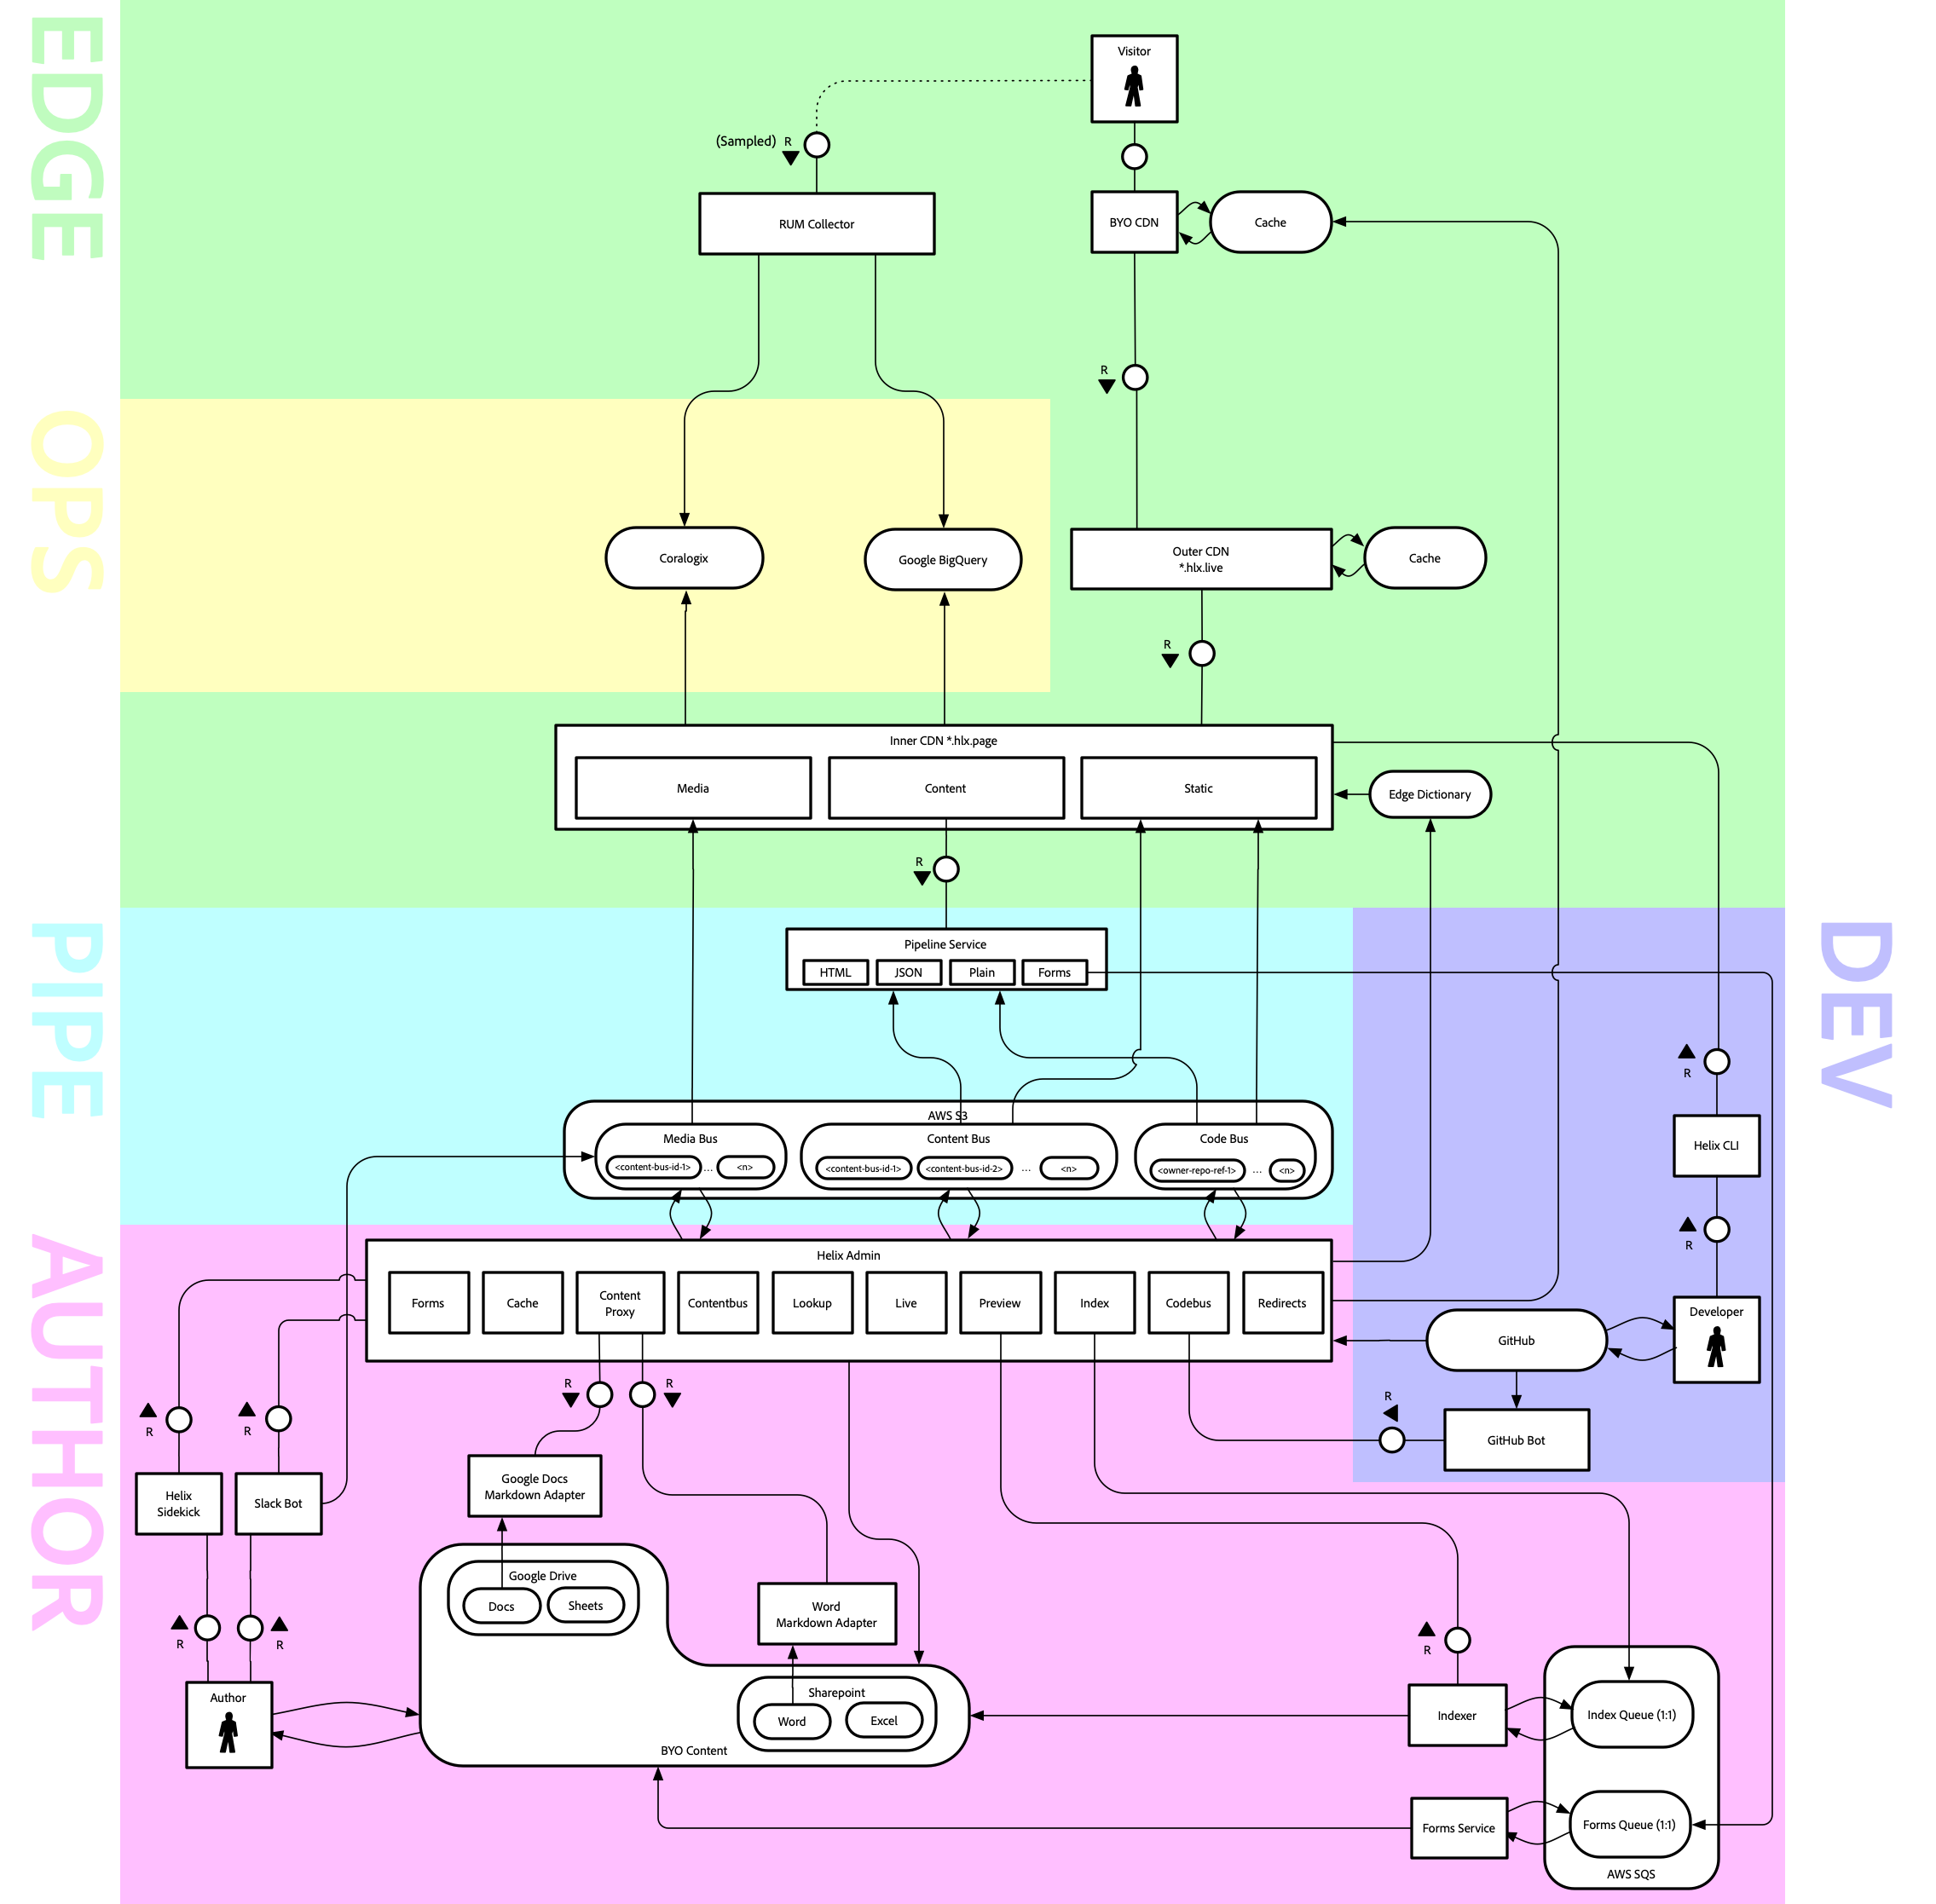 EDGE
OPS
PIPE
AUTHOR
DEV
Visitor
(Sampled)
R
RUM Collector
BYO CDN
Cache
R
Coralogix
Google BigQuery
Outer CDN
*.hlx.live
Cache
R
Inner CDN *.hlx.page
Media
Content
Static
Edge Dictionary
R
Pipeline Service
HTML
JSON
Plain
Forms
R
Helix CLI
R
AWS S3
Media Bus
<content-bus-id-1>
...
<n>
Content Bus
<content-bus-id-1>
<content-bus-id-2>
...
<n>
Code Bus
<owner-repo-ref-1>
...
<n>
Helix Admin
Forms
Cache
Content
Proxy
Contentbus
Lookup
Live
Preview
Index
Codebus
Redirects
GitHub
Developer
R
R
R
R
R
GitHub Bot
Helix
Sidekick
Slack Bot
Google Docs
Markdown Adapter
Google Drive
Docs
Sheets
Word
Markdown Adapter
R
R
R
Author
Sharepoint
Word
Excel
BYO Content
Indexer
Index Queue (1:1)
Forms Service
Forms Queue (1:1)
AWS SQS